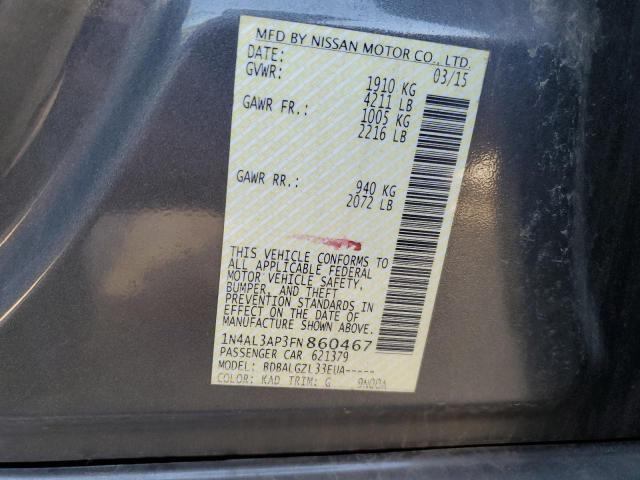 MFD BY NISSAN MOTOR CO., LTD.
DATE: 03/15
GVWR: 1910 KG
4211 LB
GAWR FR.: 1005 KG
2216 LB
GAWR RR.: 940 KG
2072 LB
THIS VEHICLE CONFORMS TO
ALL APPLICABLE FEDERAL
MOTOR VEHICLE SAFETY,
BUMPER, AND THEFT
PREVENTION STANDARDS IN
EFFECT ON THE DATE OF
MANUFACTURE SHOWN ABOVE.
1N4AL3AP3FN860467
PASSENGER CAR 621379
MODEL: BDBALGZL33EUA-----
COLOR: KAD TRIM: G 9N00A